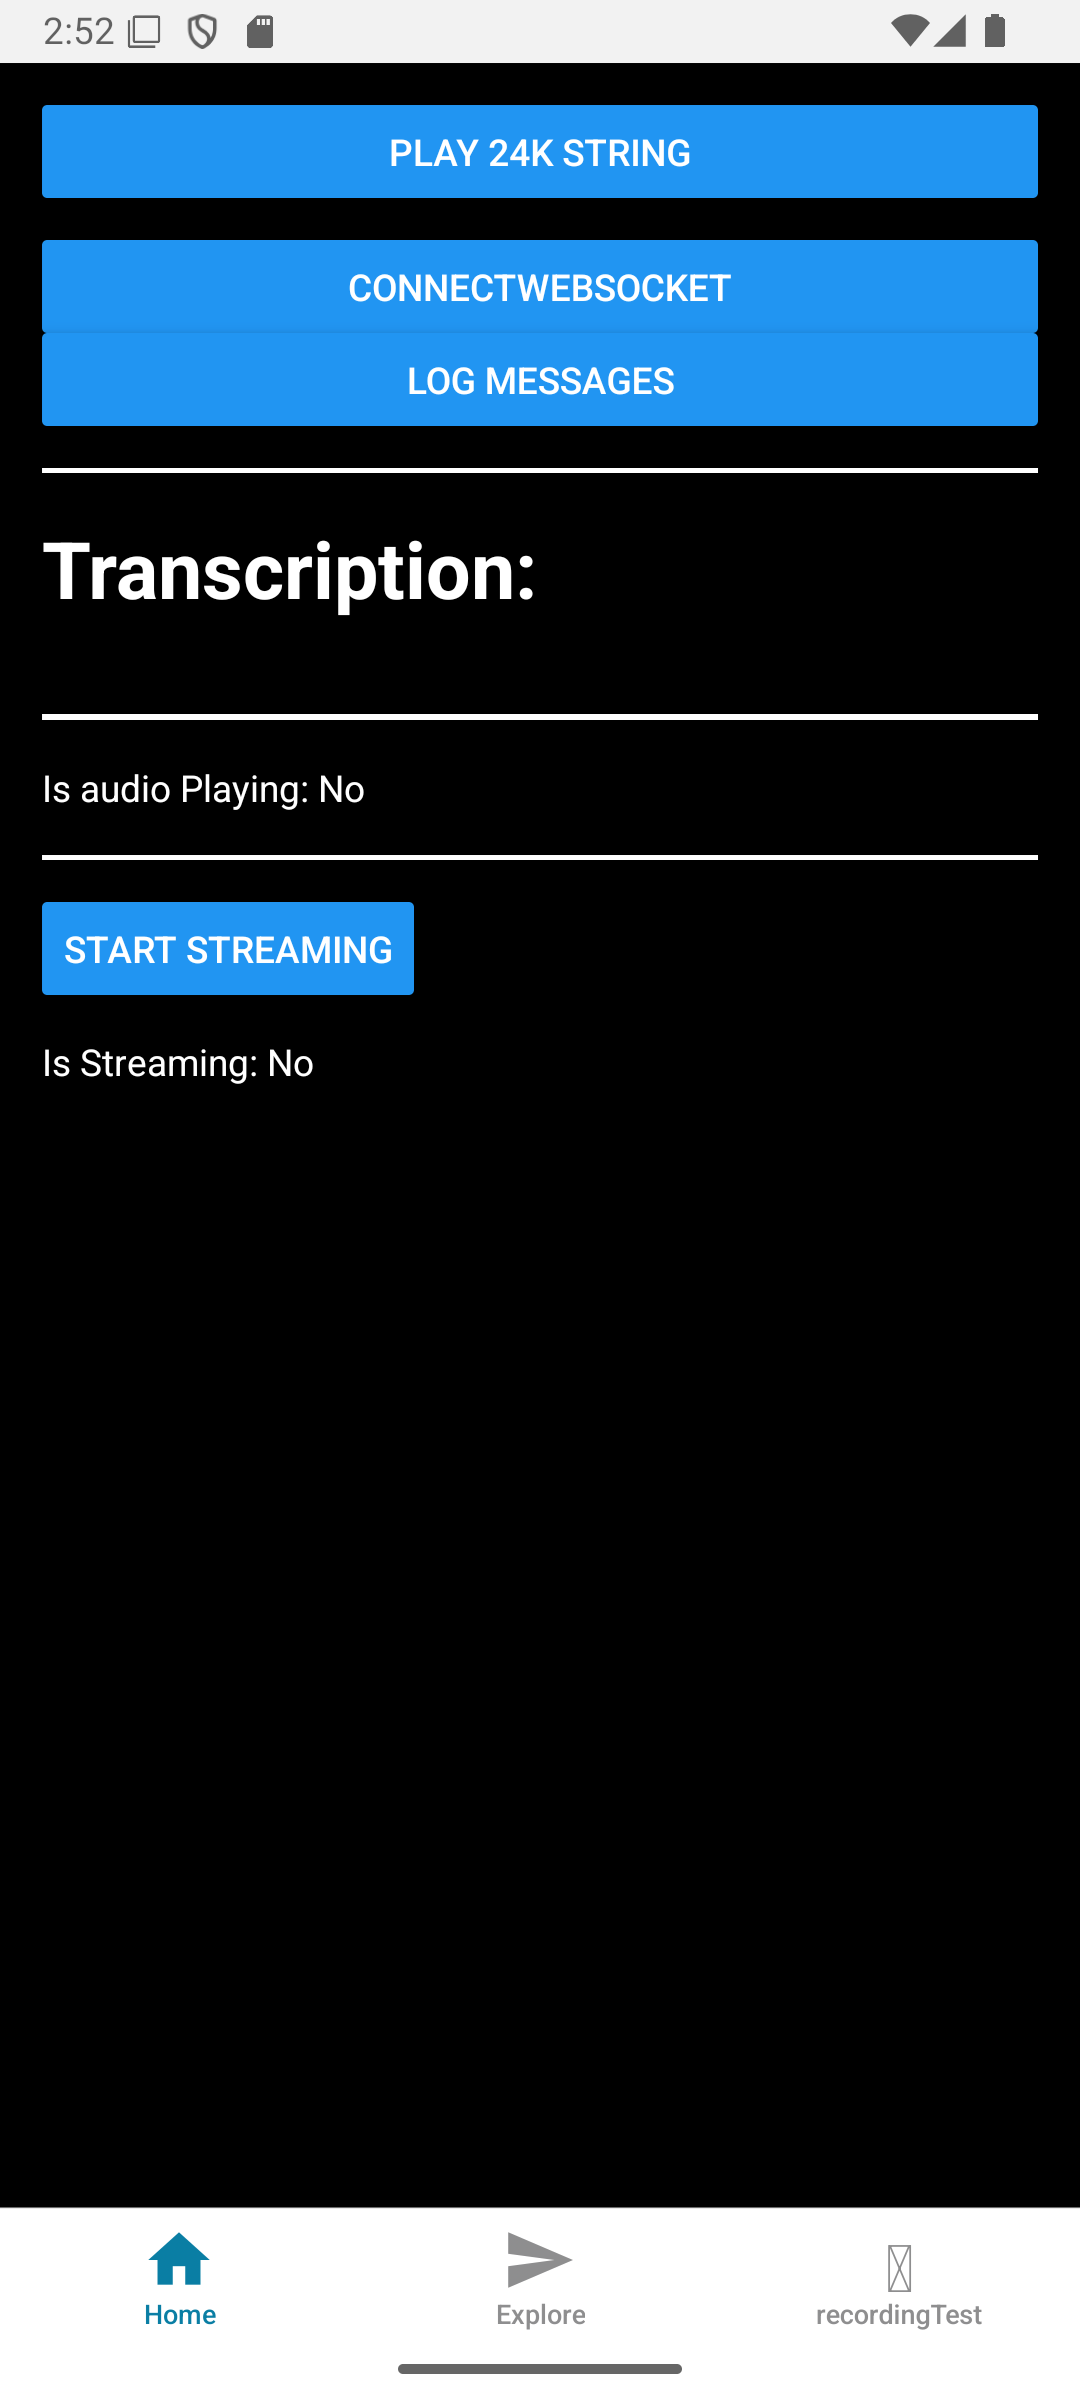 2:52
PLAY 24K STRING
CONNECTWEBSOCKET
LOG MESSAGES
Transcription:
Is audio Playing: No
START STREAMING
Is Streaming: No
Home
Explore
recordingTest